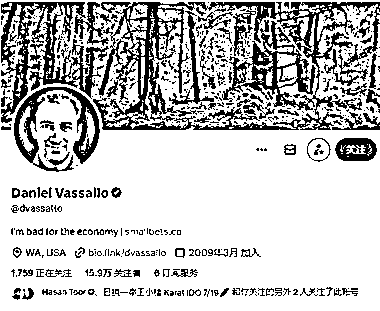 关注
Daniel Vassallo
@dvassallo
I'm bad for the economy | smallbets.co
WA, USA bio.link/dvassallo 2009年3月 加入
1,759 正在关注 15.9万 关注者 6 订阅服务
Hasan Toor 、日拱一卒王小楼 Karat IDO 7/19 和你关注的另外 2 人关注了此账号